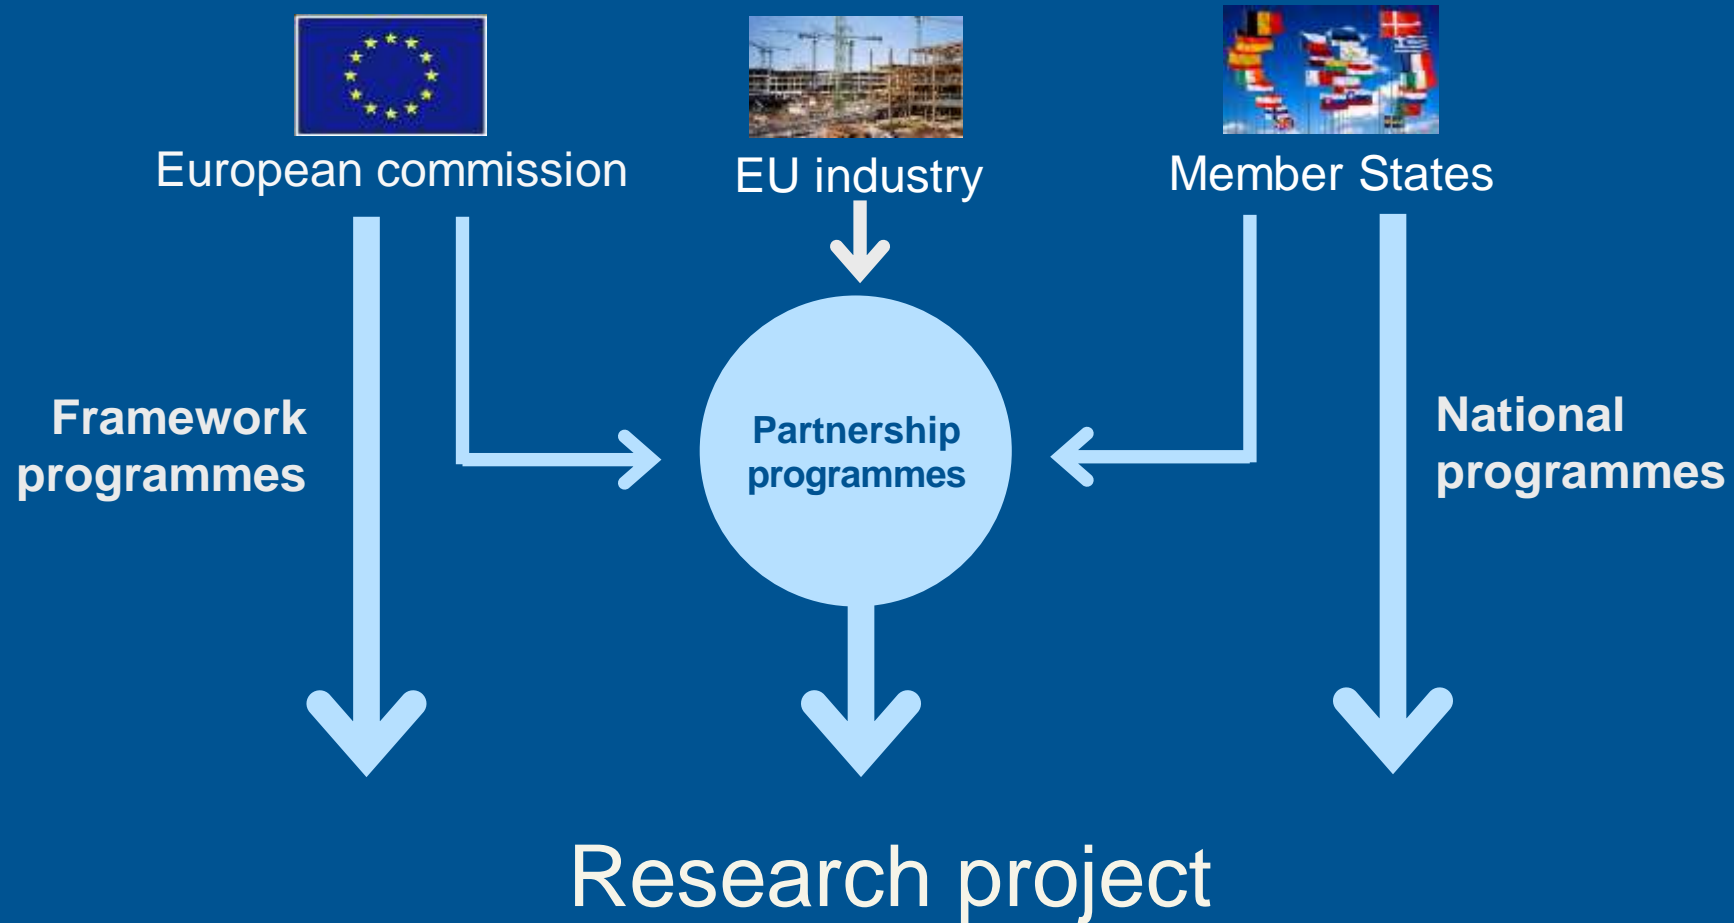 European commission
EU industry
Member States
Framework
programmes
Partnership
programmes
National
programmes
Research project